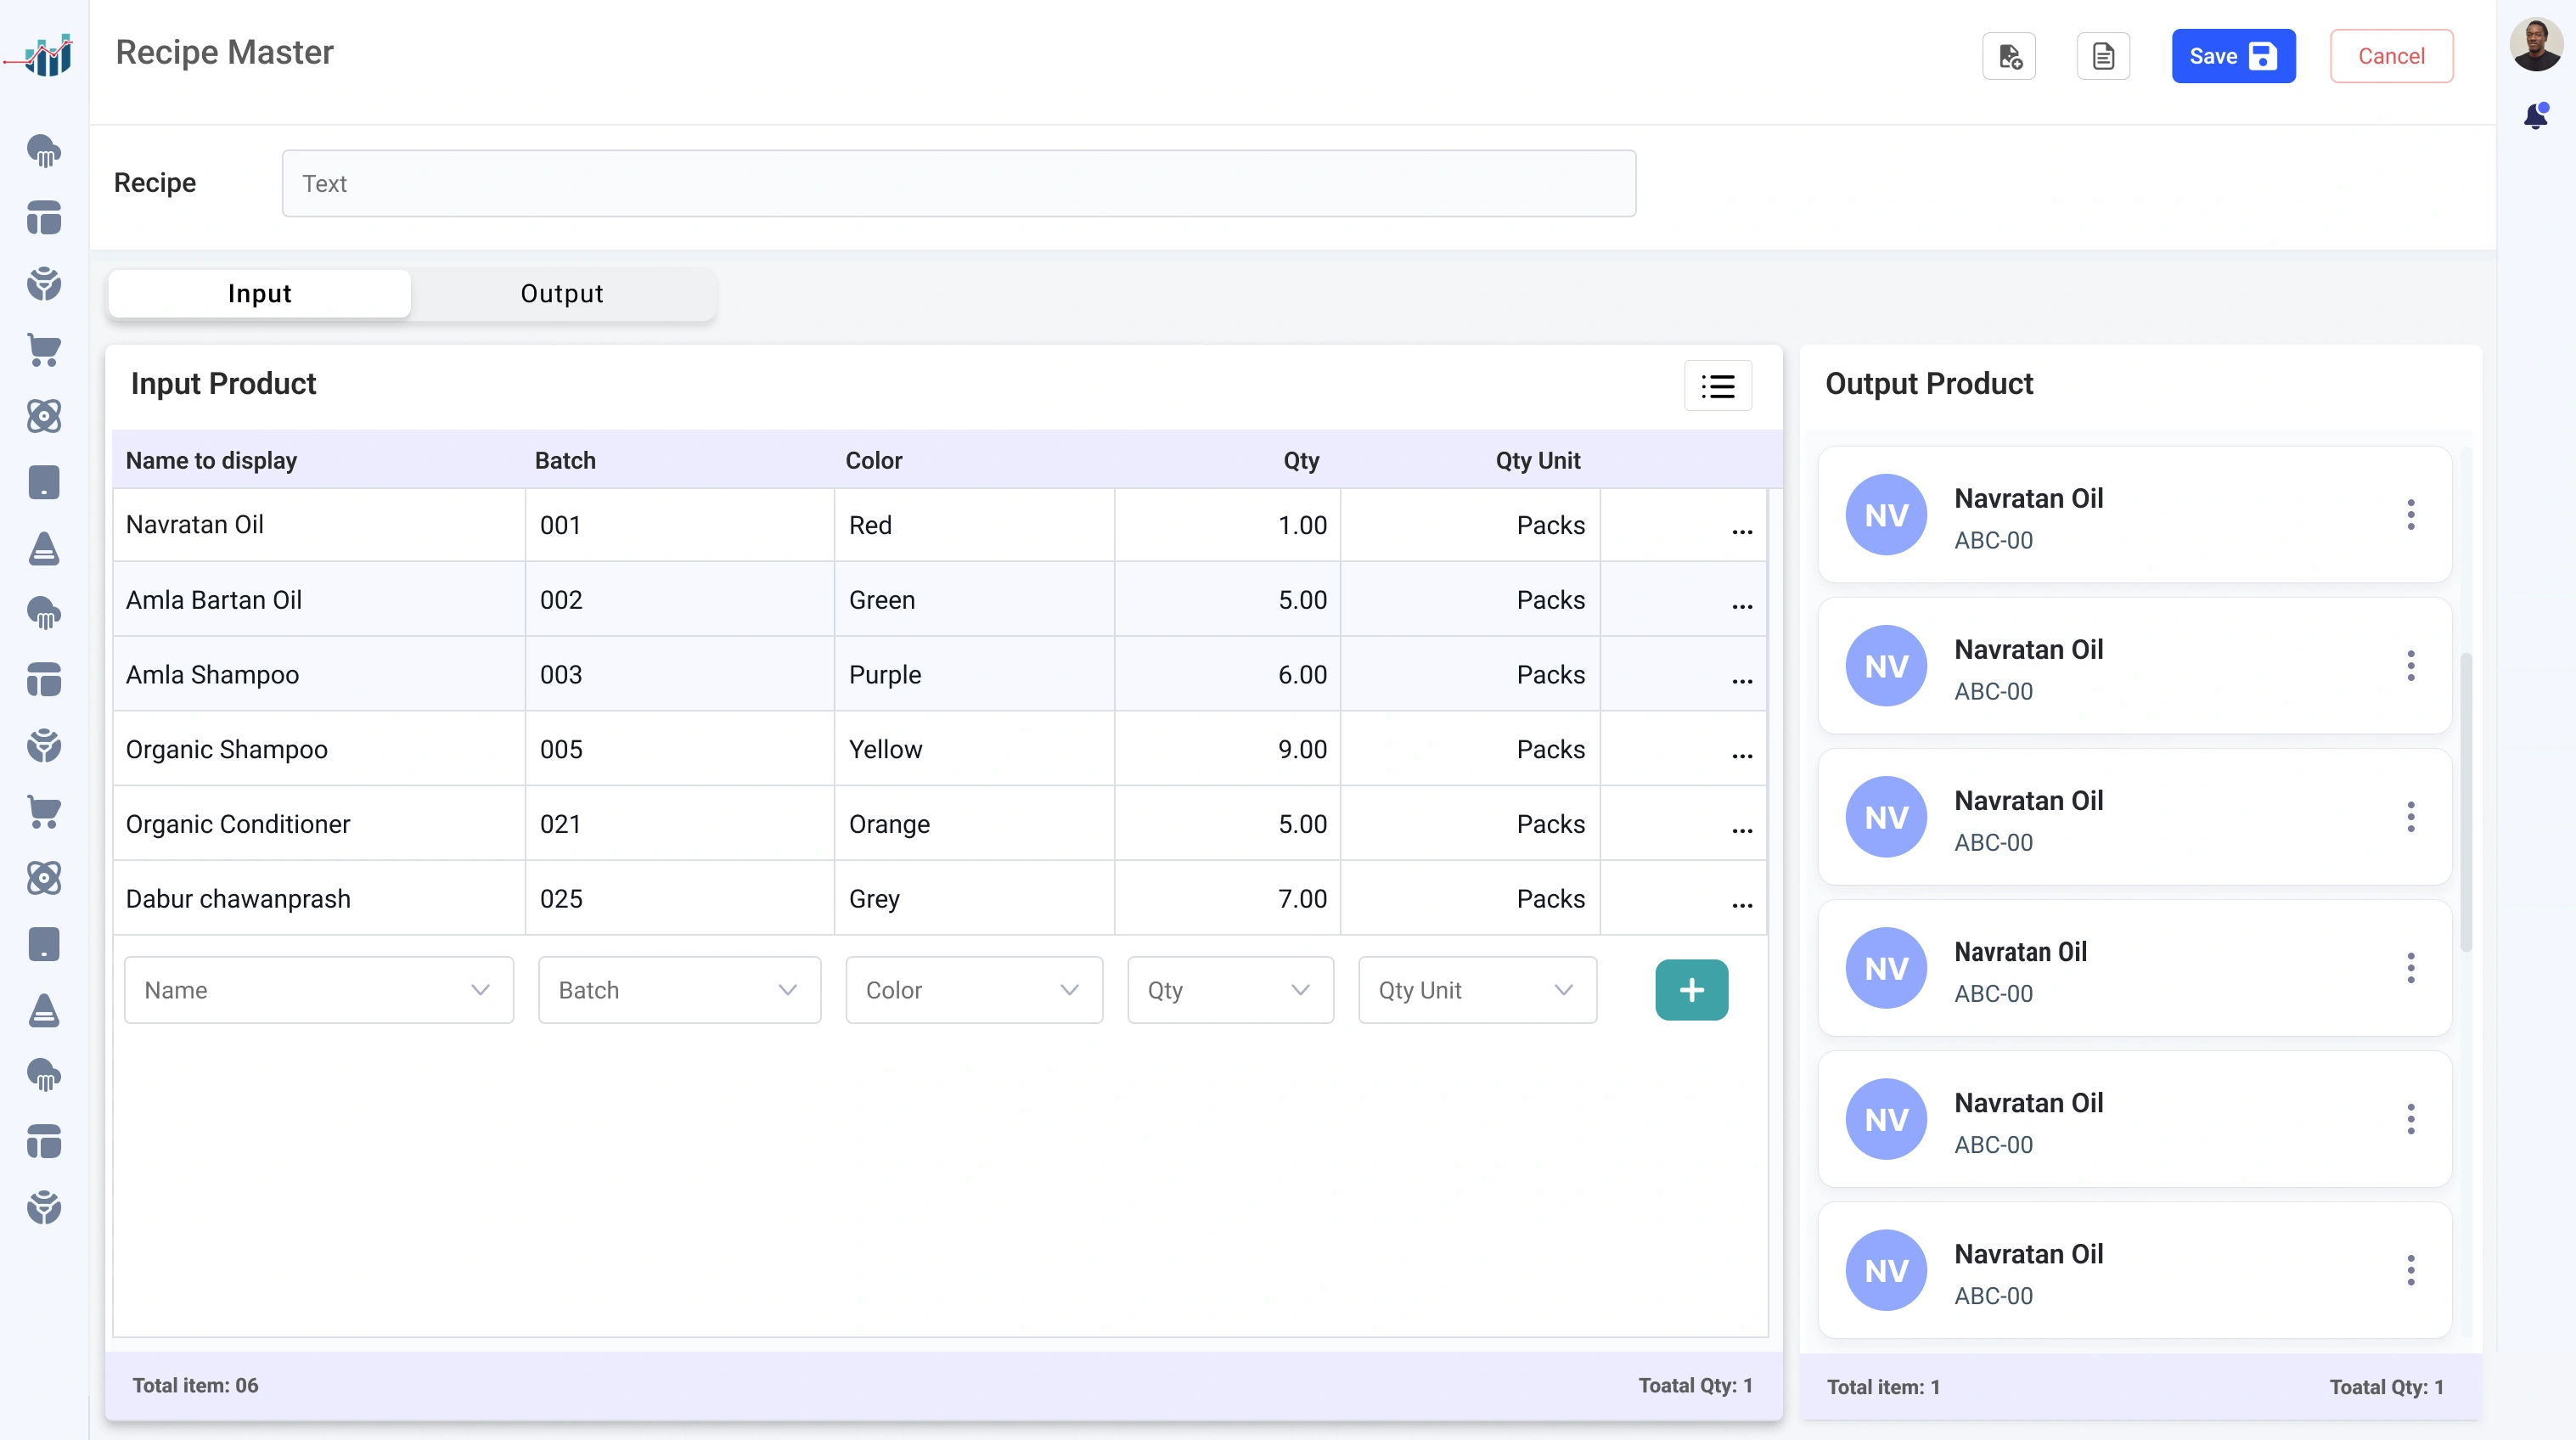 Recipe Master
Save
Cancel
Recipe
Text
Input
Output
Input Product
Name to display Batch Color Qty Qty Unit
Navratan Oil 001 Red 1.00 Packs ...
Amla Bartan Oil 002 Green 5.00 Packs ...
Amla Shampoo 003 Purple 6.00 Packs ...
Organic Shampoo 005 Yellow 9.00 Packs ...
Organic Conditioner 021 Orange 5.00 Packs ...
Dabur chawanprash 025 Grey 7.00 Packs ...
Name Batch Color Qty Qty Unit
Total item: 06 Toatal Qty: 1
Output Product
NV
Navratan Oil
ABC-00
NV
Navratan Oil
ABC-00
NV
Navratan Oil
ABC-00
NV
Navratan Oil
ABC-00
NV
Navratan Oil
ABC-00
NV
Navratan Oil
ABC-00
Total item: 1 Toatal Qty: 1